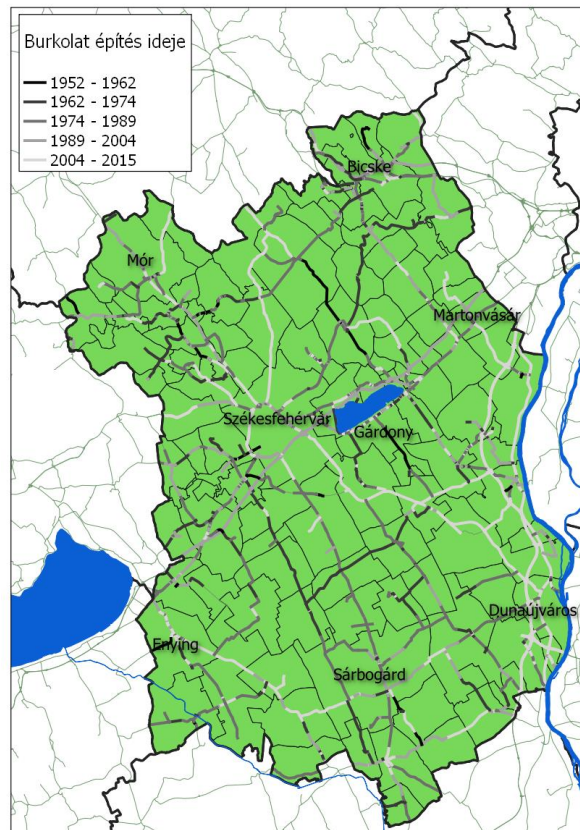 Burkolat építés ideje
1952 - 1962
1962 - 1974
1974 - 1989
1989 - 2004
2004 - 2015
Bicske
Mór
Mártonvásár
Székesfehérvár
Gárdony
Dunaújváros
Enying
Sárbogárd